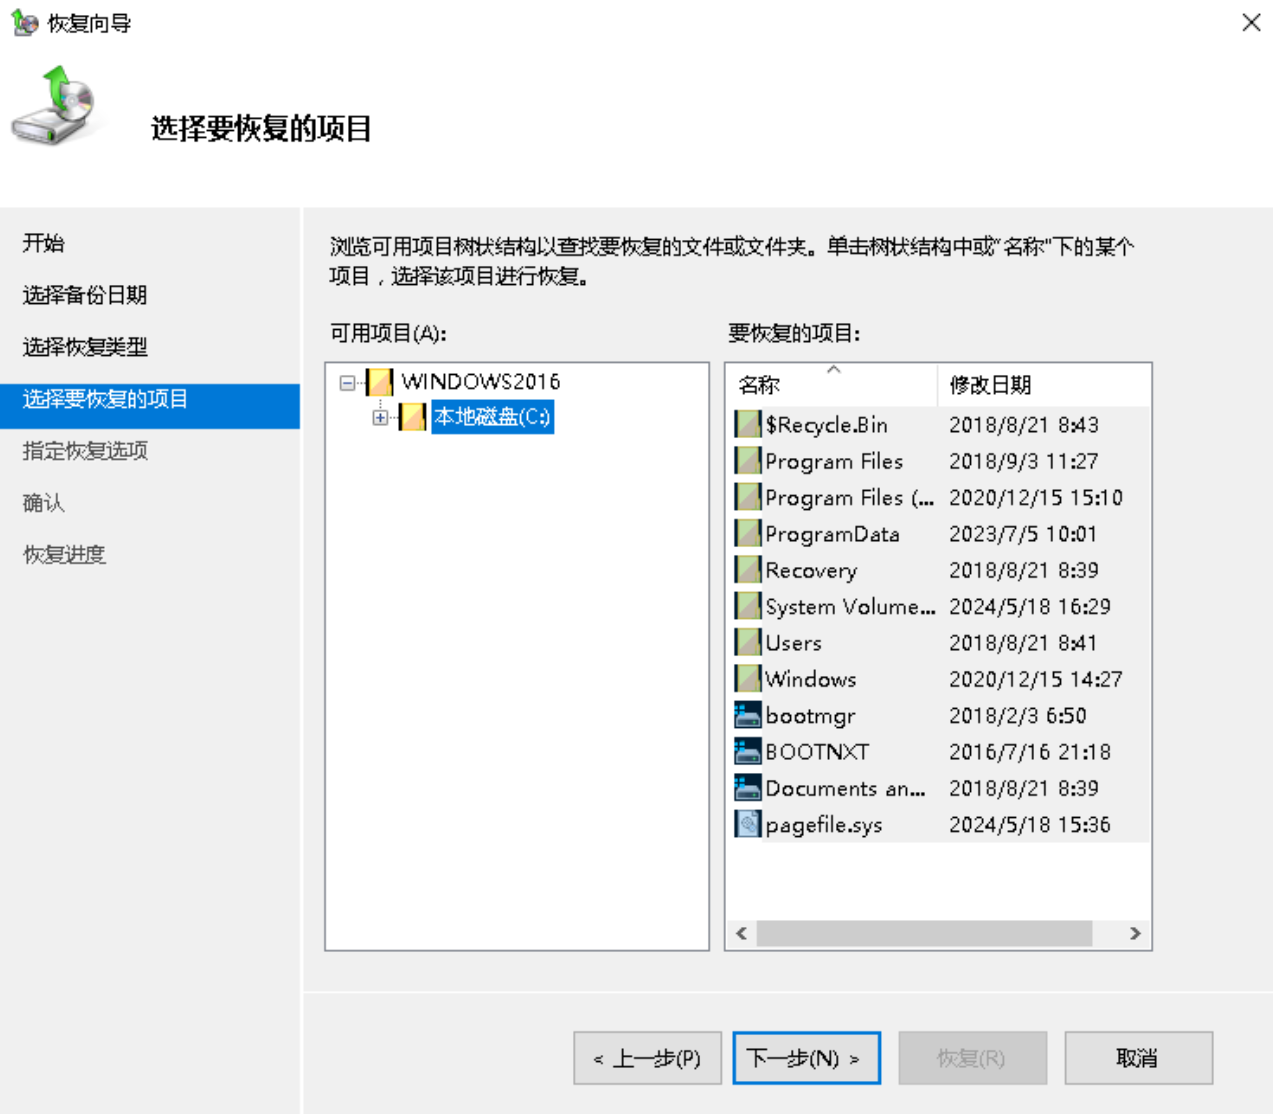 恢复向导
选择要恢复的项目
开始
选择备份日期
选择恢复类型
选择要恢复的项目
指定恢复选项
确认
恢复进度
浏览可用项目树状结构以查找要恢复的文件或文件夹。单击树状结构中或"名称"下的某个
项目，选择该项目进行恢复。
可用项目(A):
WINDOWS2016
本地磁盘(C:)
要恢复的项目:
名称 修改日期
$Recycle.Bin 2018/8/21 8:43
Program Files 2018/9/3 11:27
Program Files (... 2020/12/15 15:10
ProgramData 2023/7/5 10:01
Recovery 2018/8/21 8:39
System Volume... 2024/5/18 16:29
Users 2018/8/21 8:41
Windows 2020/12/15 14:27
bootmgr 2018/2/3 6:50
BOOTNXT 2016/7/16 21:18
Documents an... 2018/8/21 8:39
pagefile.sys 2024/5/18 15:36
< 上一步(P) 下一步(N) > 恢复(R) 取消